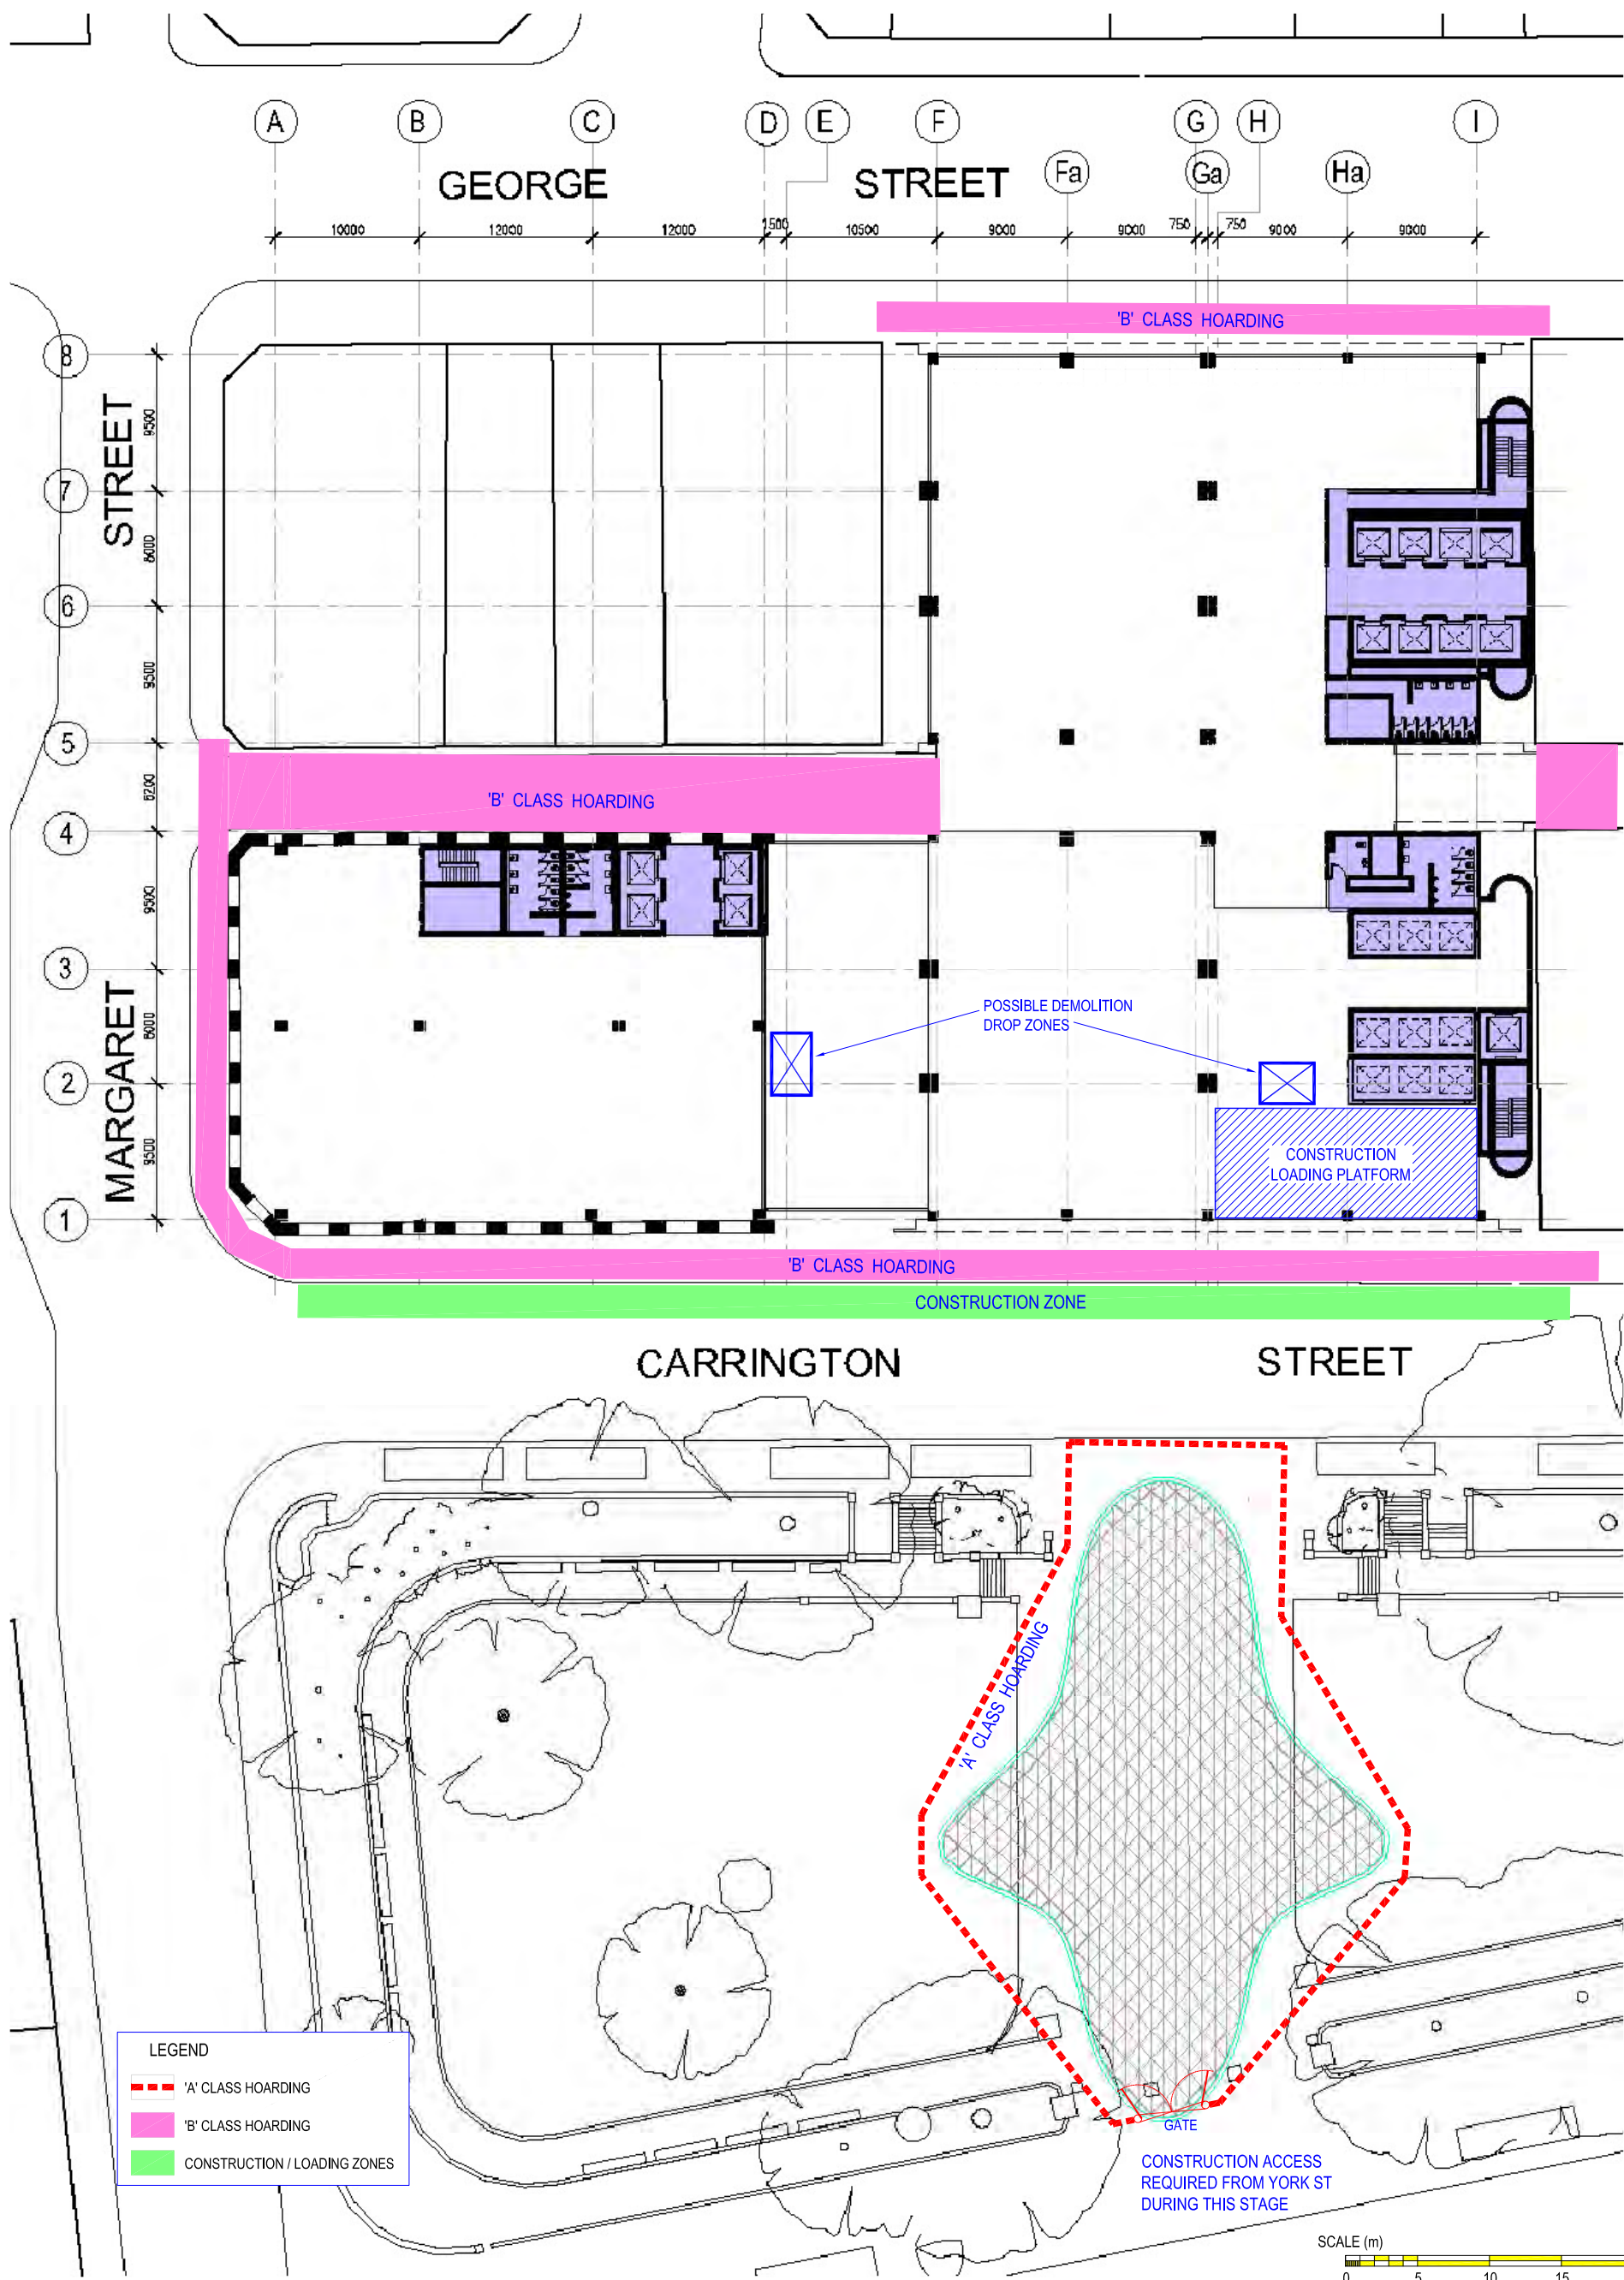 A B C D E F G H I
Fa Ga Ha
GEORGE STREET
10000 12000 12000 1500 10500 9000 9000 750 750 9000 9000
'B' CLASS HOARDING
8
9500
STREET
7
8000
6
9500
5
6200
'B' CLASS HOARDING
4
9500
3
POSSIBLE DEMOLITION
DROP ZONES
8000
2
MARGARET
9500
CONSTRUCTION
LOADING PLATFORM
1
'B' CLASS HOARDING
CONSTRUCTION ZONE
CARRINGTON STREET
'A' CLASS HOARDING
LEGEND
'A' CLASS HOARDING
'B' CLASS HOARDING
CONSTRUCTION / LOADING ZONES
GATE
CONSTRUCTION ACCESS
REQUIRED FROM YORK ST
DURING THIS STAGE
SCALE (m)
0 5 10 15